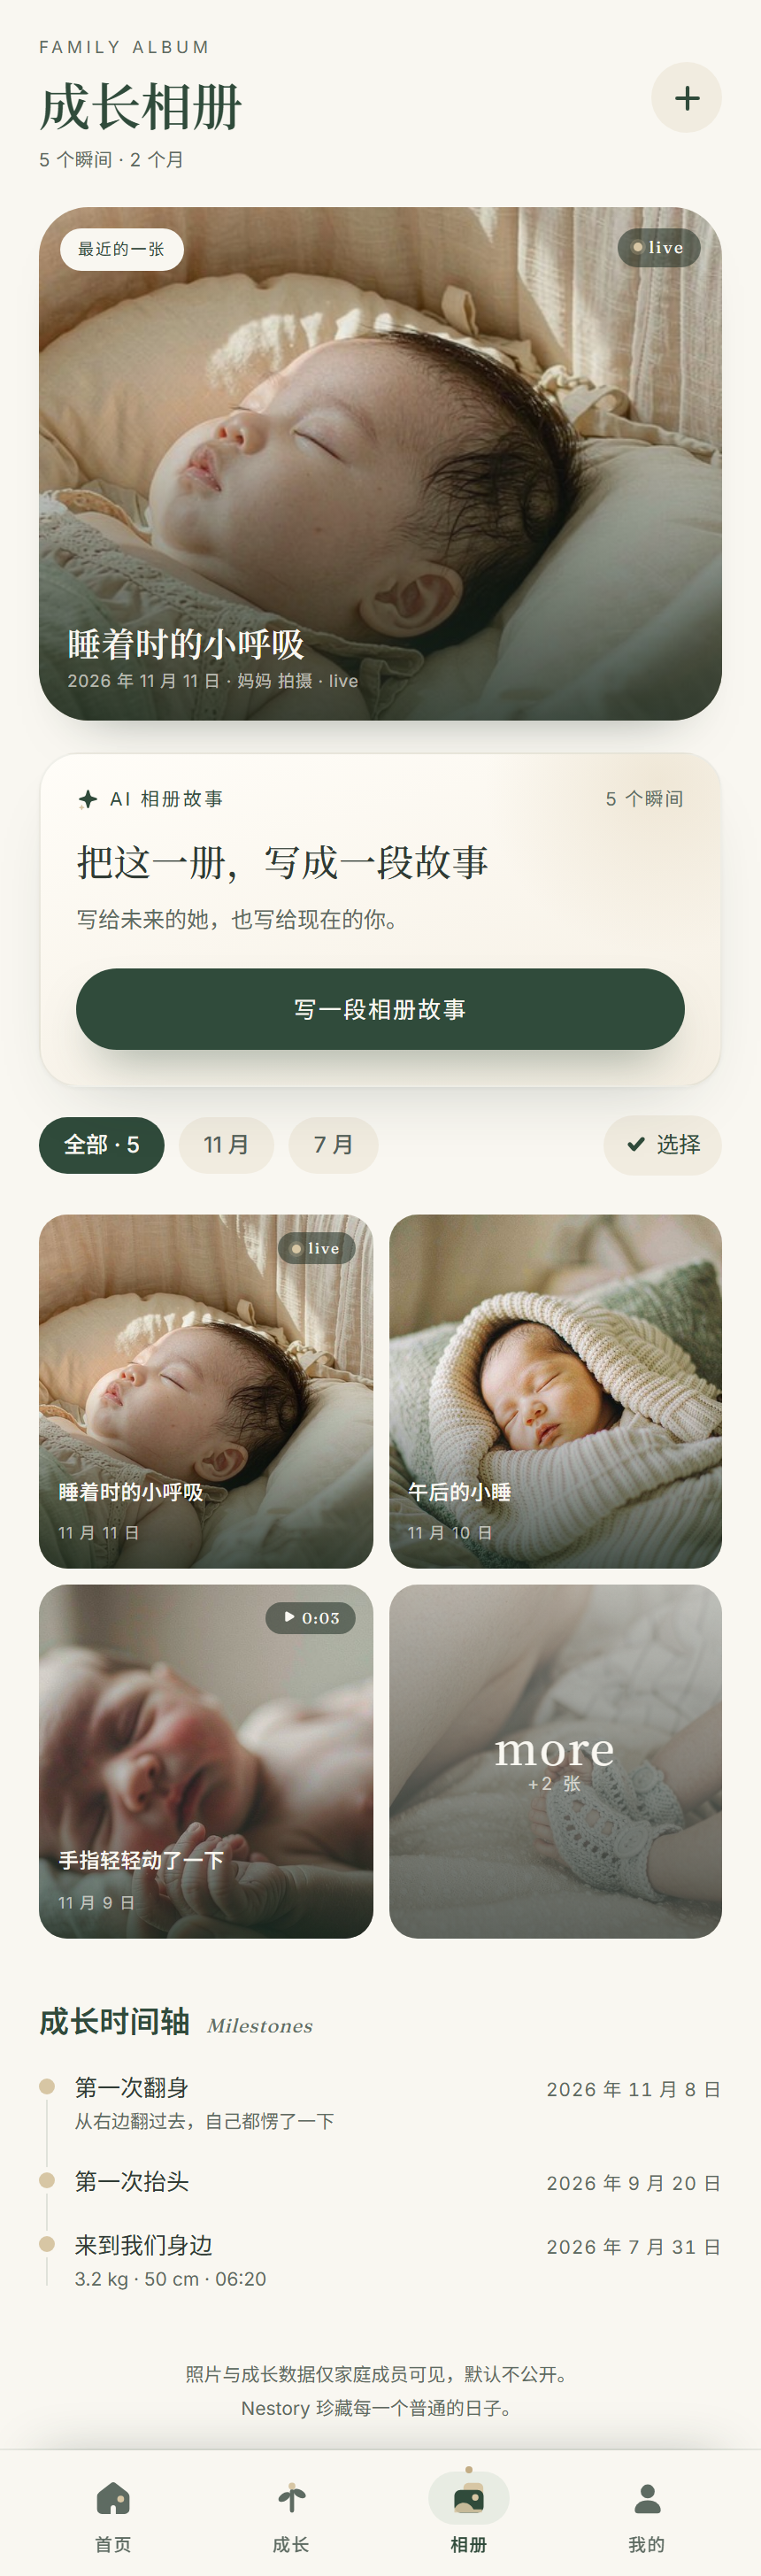 FAMILY ALBUM
成长相册
5 个瞬间 · 2 个月
最近的一张
live
睡着时的小呼吸
2026 年 11 月 11 日 · 妈妈 拍摄 · live
AI 相册故事
5 个瞬间
把这一册，写成一段故事
写给未来的她，也写给现在的你。
写一段相册故事
全部 · 5
11 月
7 月
选择
live
睡着时的小呼吸
11 月 11 日
午后的小睡
11 月 10 日
0:03
手指轻轻动了一下
11 月 9 日
more
+2 张
成长时间轴 Milestones
第一次翻身
2026 年 11 月 8 日
从右边翻过去，自己都愣了一下
第一次抬头
2026 年 9 月 20 日
来到我们身边
2026 年 7 月 31 日
3.2 kg · 50 cm · 06:20
照片与成长数据仅家庭成员可见，默认不公开。
Nestory 珍藏每一个普通的日子。
首页
成长
相册
我的